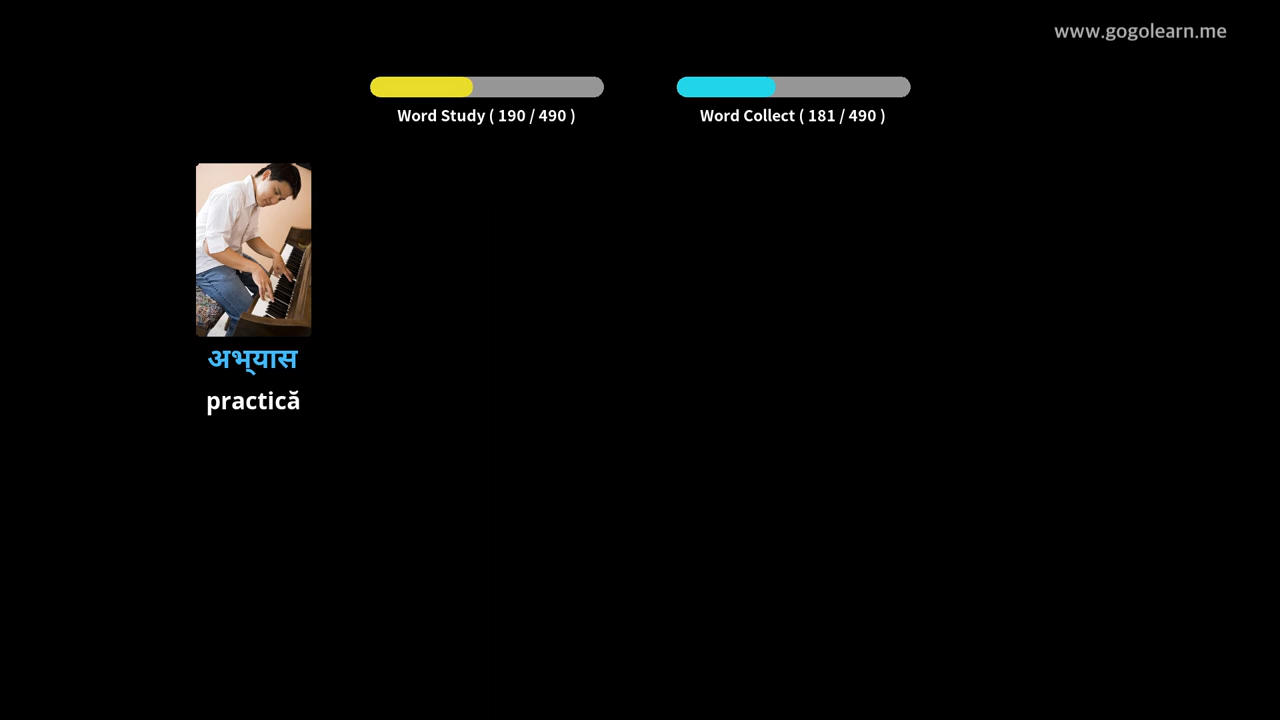 www.gogolearn.me
Word Study ( 190 / 490 )
Word Collect ( 181 / 490 )
अभ्यास
practică